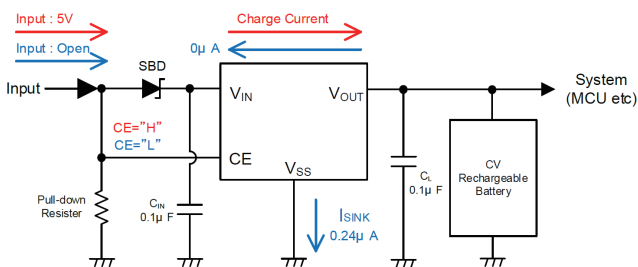 Input : 5V
Charge Current
Input : Open
0μ A
SBD
Input
VIN
VOUT
System
(MCU etc)
CE="H"
CE="L"
CE
VSS
CL
0.1μ F
CV
Rechargeable
Battery
Pull-down
Resister
CIN
0.1μ F
ISINK
0.24μ A